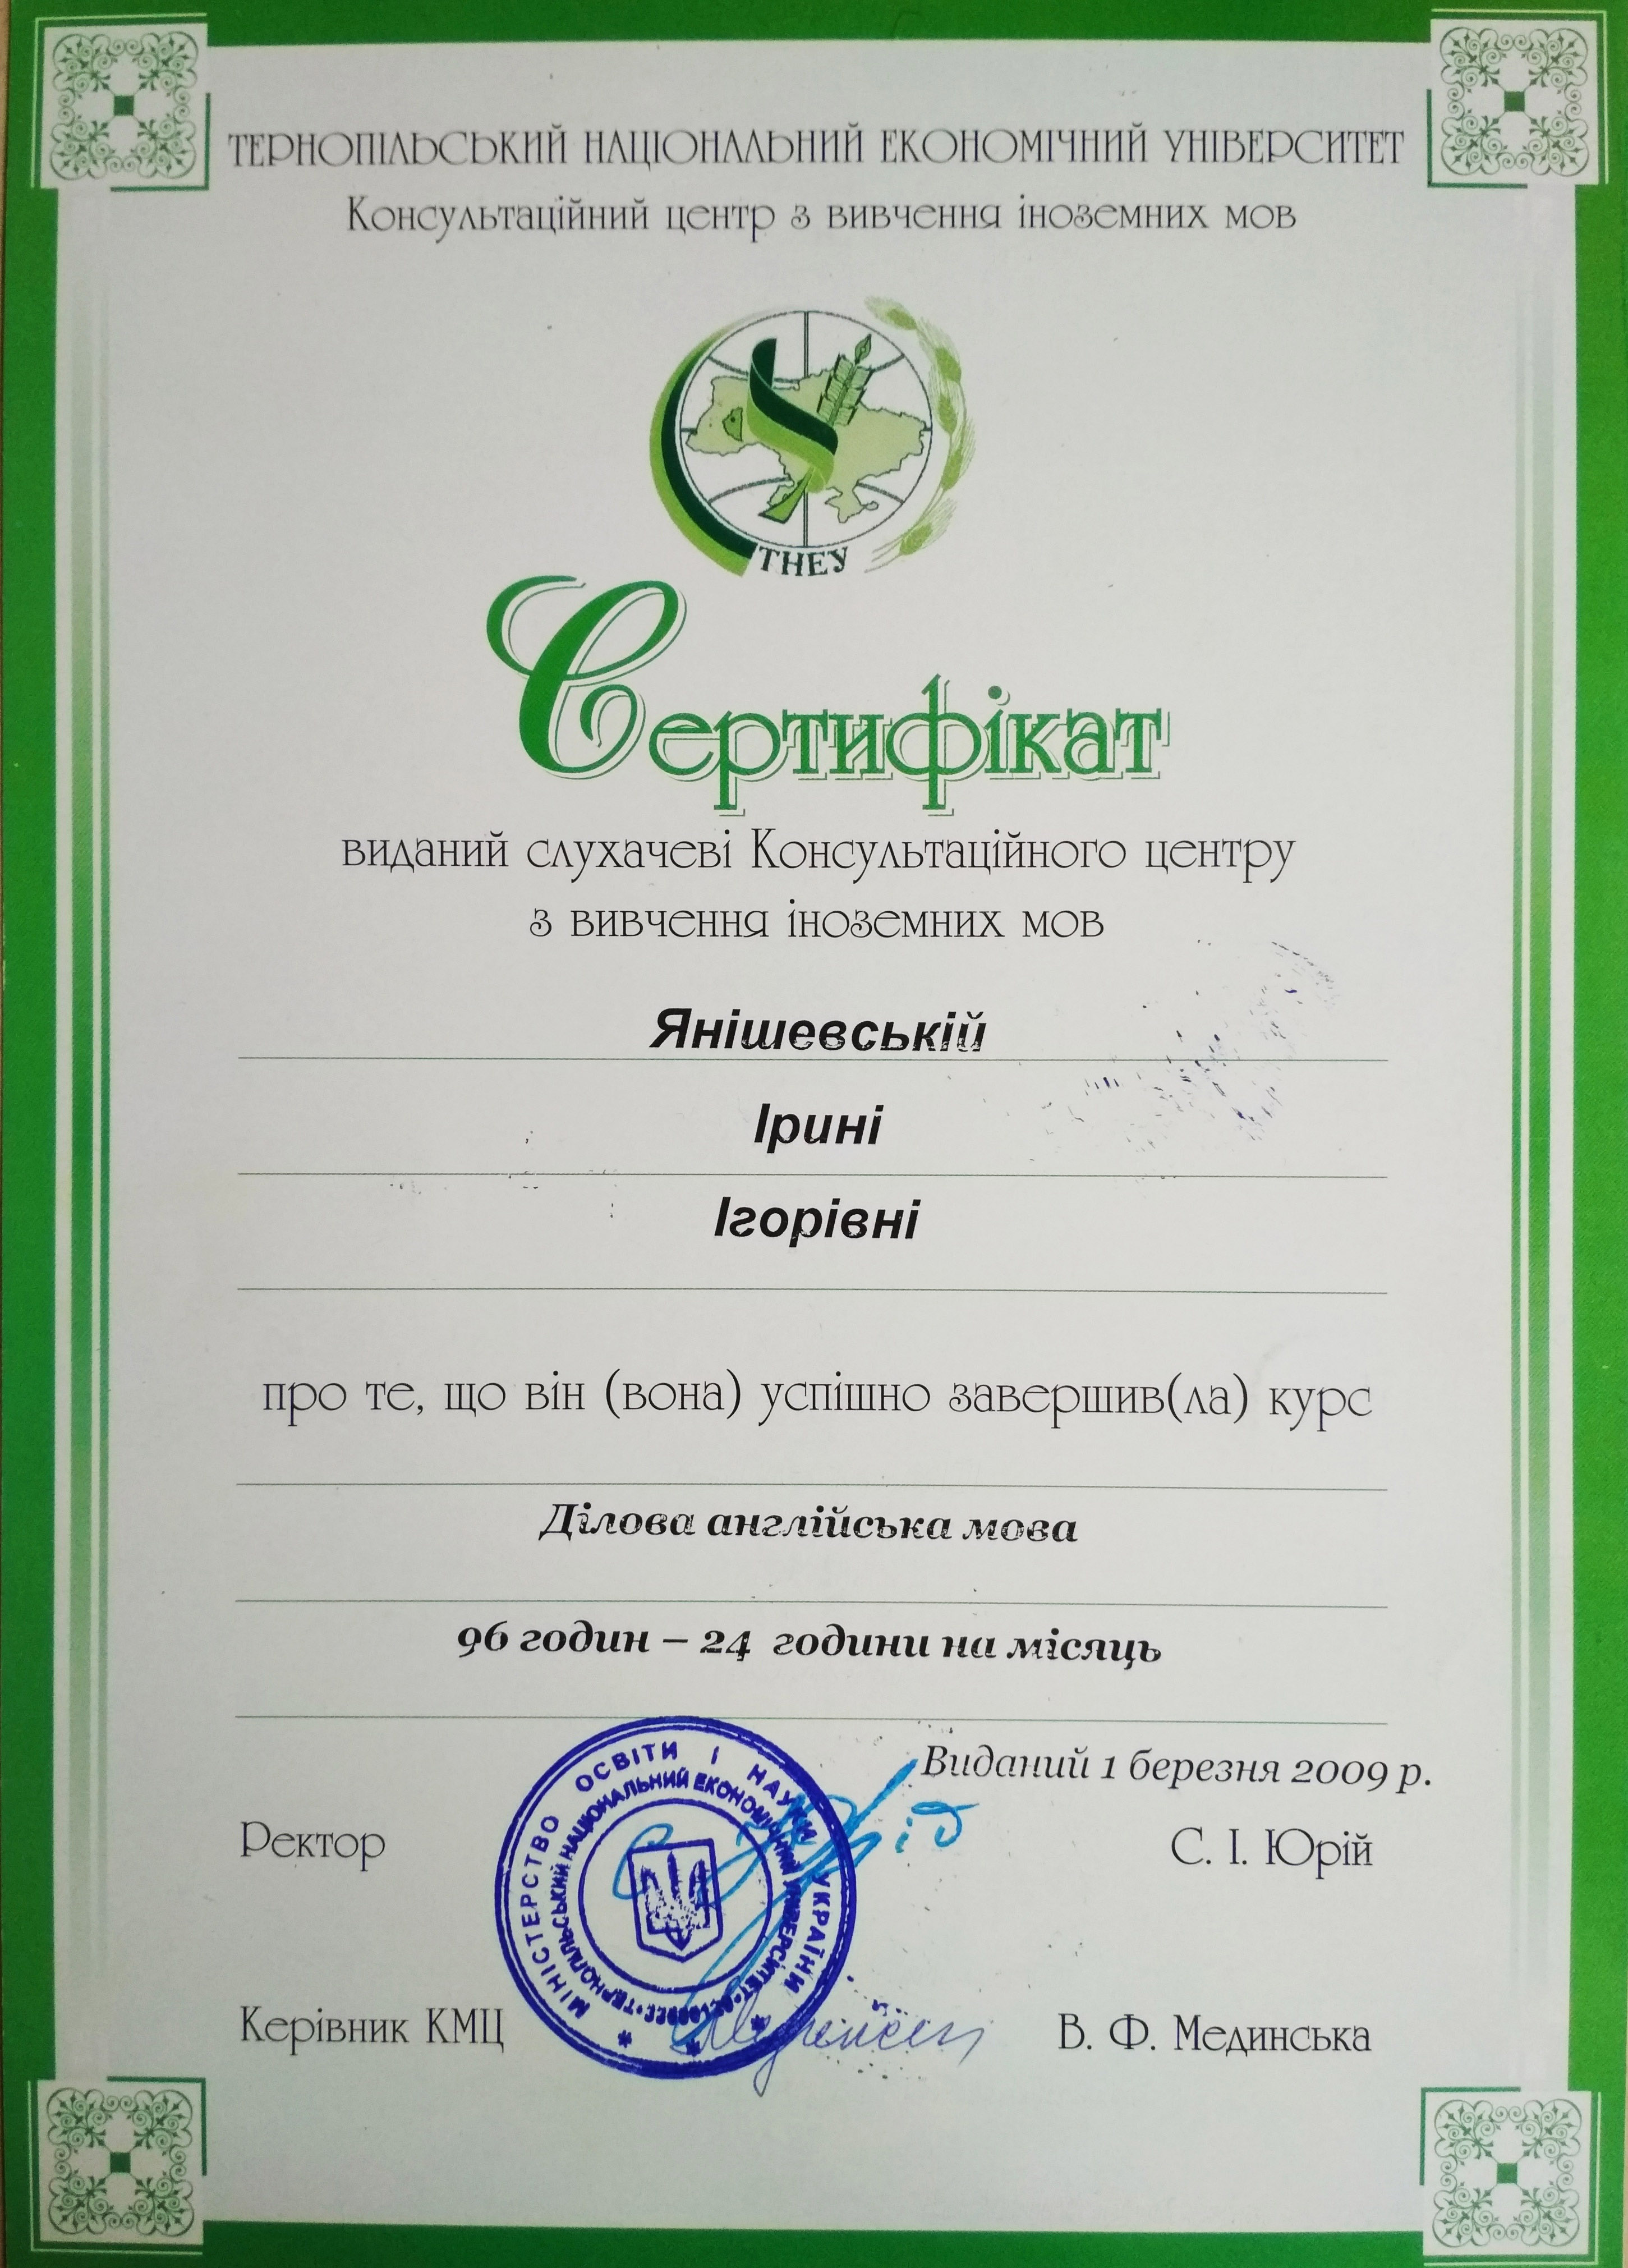 ТЕРНОПІЛЬСЬКИЙ НАЦІОНАЛЬНИЙ ЕКОНОМІЧНИЙ УНІВЕРСИТЕТ
Консультаційний центр з вивчення іноземних мов
ТНЕУ
Сертифікат
виданий слухачеві Консультаційного центру
з вивчення іноземних мов
Янішевській
Ірині
Ігорівні
про те, що він (вона) успішно завершив(ла) курс
Ділова англійська мова
96 годин – 24 години на місяць
Виданий 1 березня 2009 р.
Ректор
С. І. Юрій
МІНІСТЕРСТВО ОСВІТИ І НАУКИ УКРАЇНИ
ТЕРНОПІЛЬСЬКИЙ НАЦІОНАЛЬНИЙ ЕКОНОМІЧНИЙ УНІВЕРСИТЕТ
Керівник КМЦ
В. Ф. Мединська